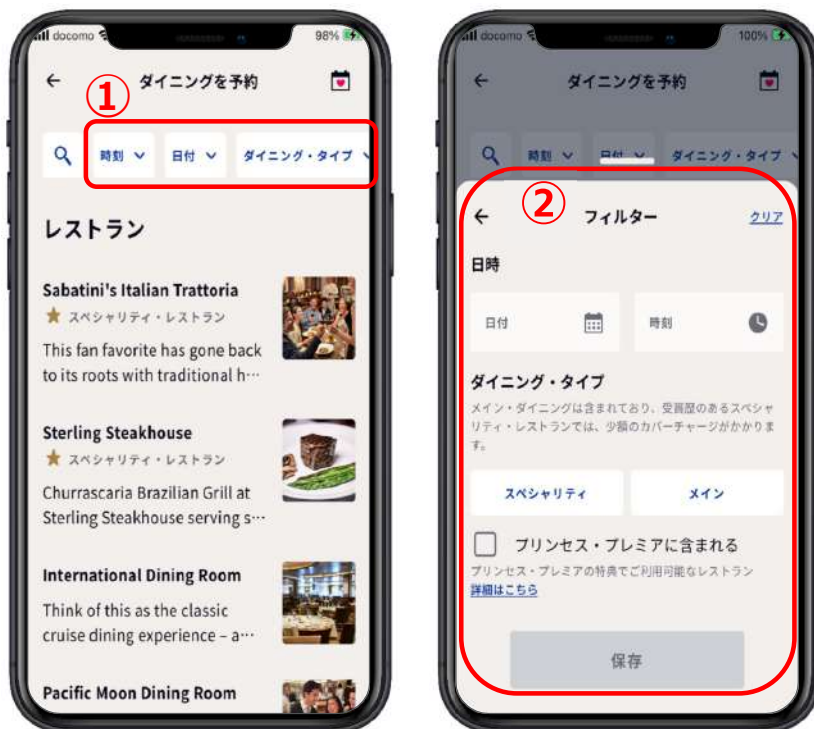 docomo
98%
①
ダイニングを予約
時刻
日付
ダイニング・タイプ
レストラン
Sabatini's Italian Trattoria
スペシャリティ・レストラン
This fan favorite has gone back
to its roots with traditional h…
Sterling Steakhouse
スペシャリティ・レストラン
Churrascaria Brazilian Grill at
Sterling Steakhouse serving s…
International Dining Room
Think of this as the classic
cruise dining experience – a…
Pacific Moon Dining Room
docomo
100%
ダイニングを予約
時刻
日付
ダイニング・タイプ
②
フィルター
クリア
日時
日付
時刻
ダイニング・タイプ
メイン・ダイニングは含まれており、受賞歴のあるスペシャ
リティ・レストランでは、少額のカバーチャージがかかりま
す。
スペシャリティ
メイン
プリンセス・プレミアに含まれる
プリンセス・プレミアの特典でご利用可能なレストラン
詳細はこちら
保存